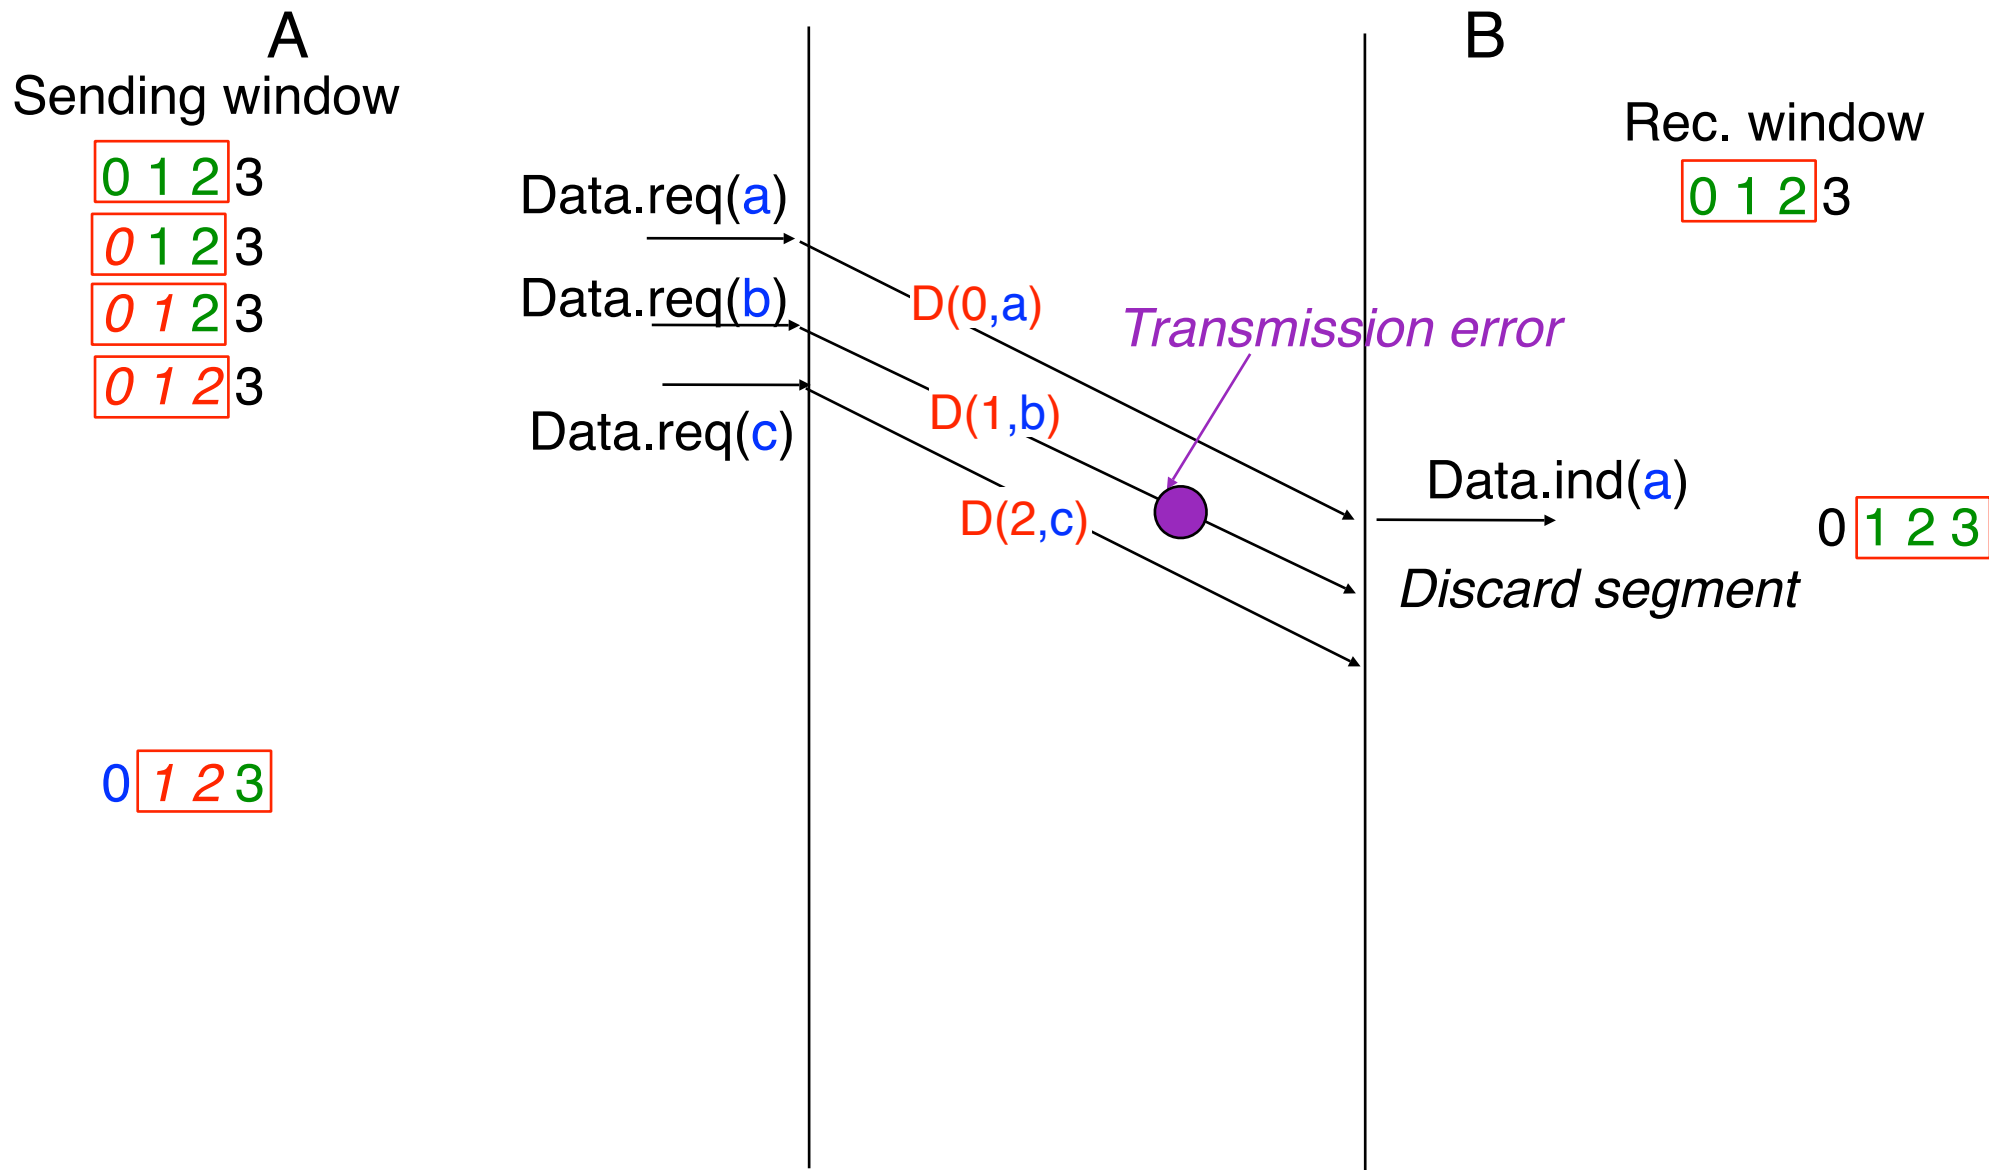 A
B
Sending window
Rec. window
0 1 2 3
Data.req(a)
0 1 2 3
0 1 2 3
Data.req(b)
D(0,a)
0 1 2 3
Transmission error
0 1 2 3
D(1,b)
Data.req(c)
Data.ind(a)
D(2,c)
0 1 2 3
Discard segment
0 1 2 3